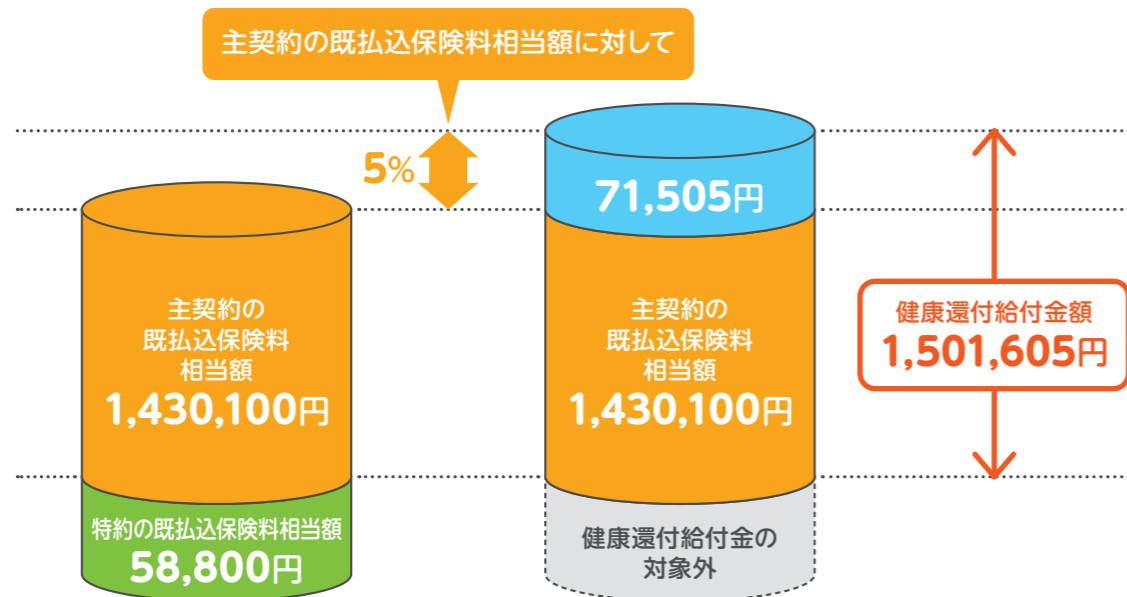 主契約の既払込保険料相当額に対して
5%
71,505円
主契約の
既払込保険料
相当額
1,430,100円
主契約の
既払込保険料
相当額
1,430,100円
健康還付給付金額
1,501,605円
特約の既払込保険料相当額
58,800円
健康還付給付金の
対象外